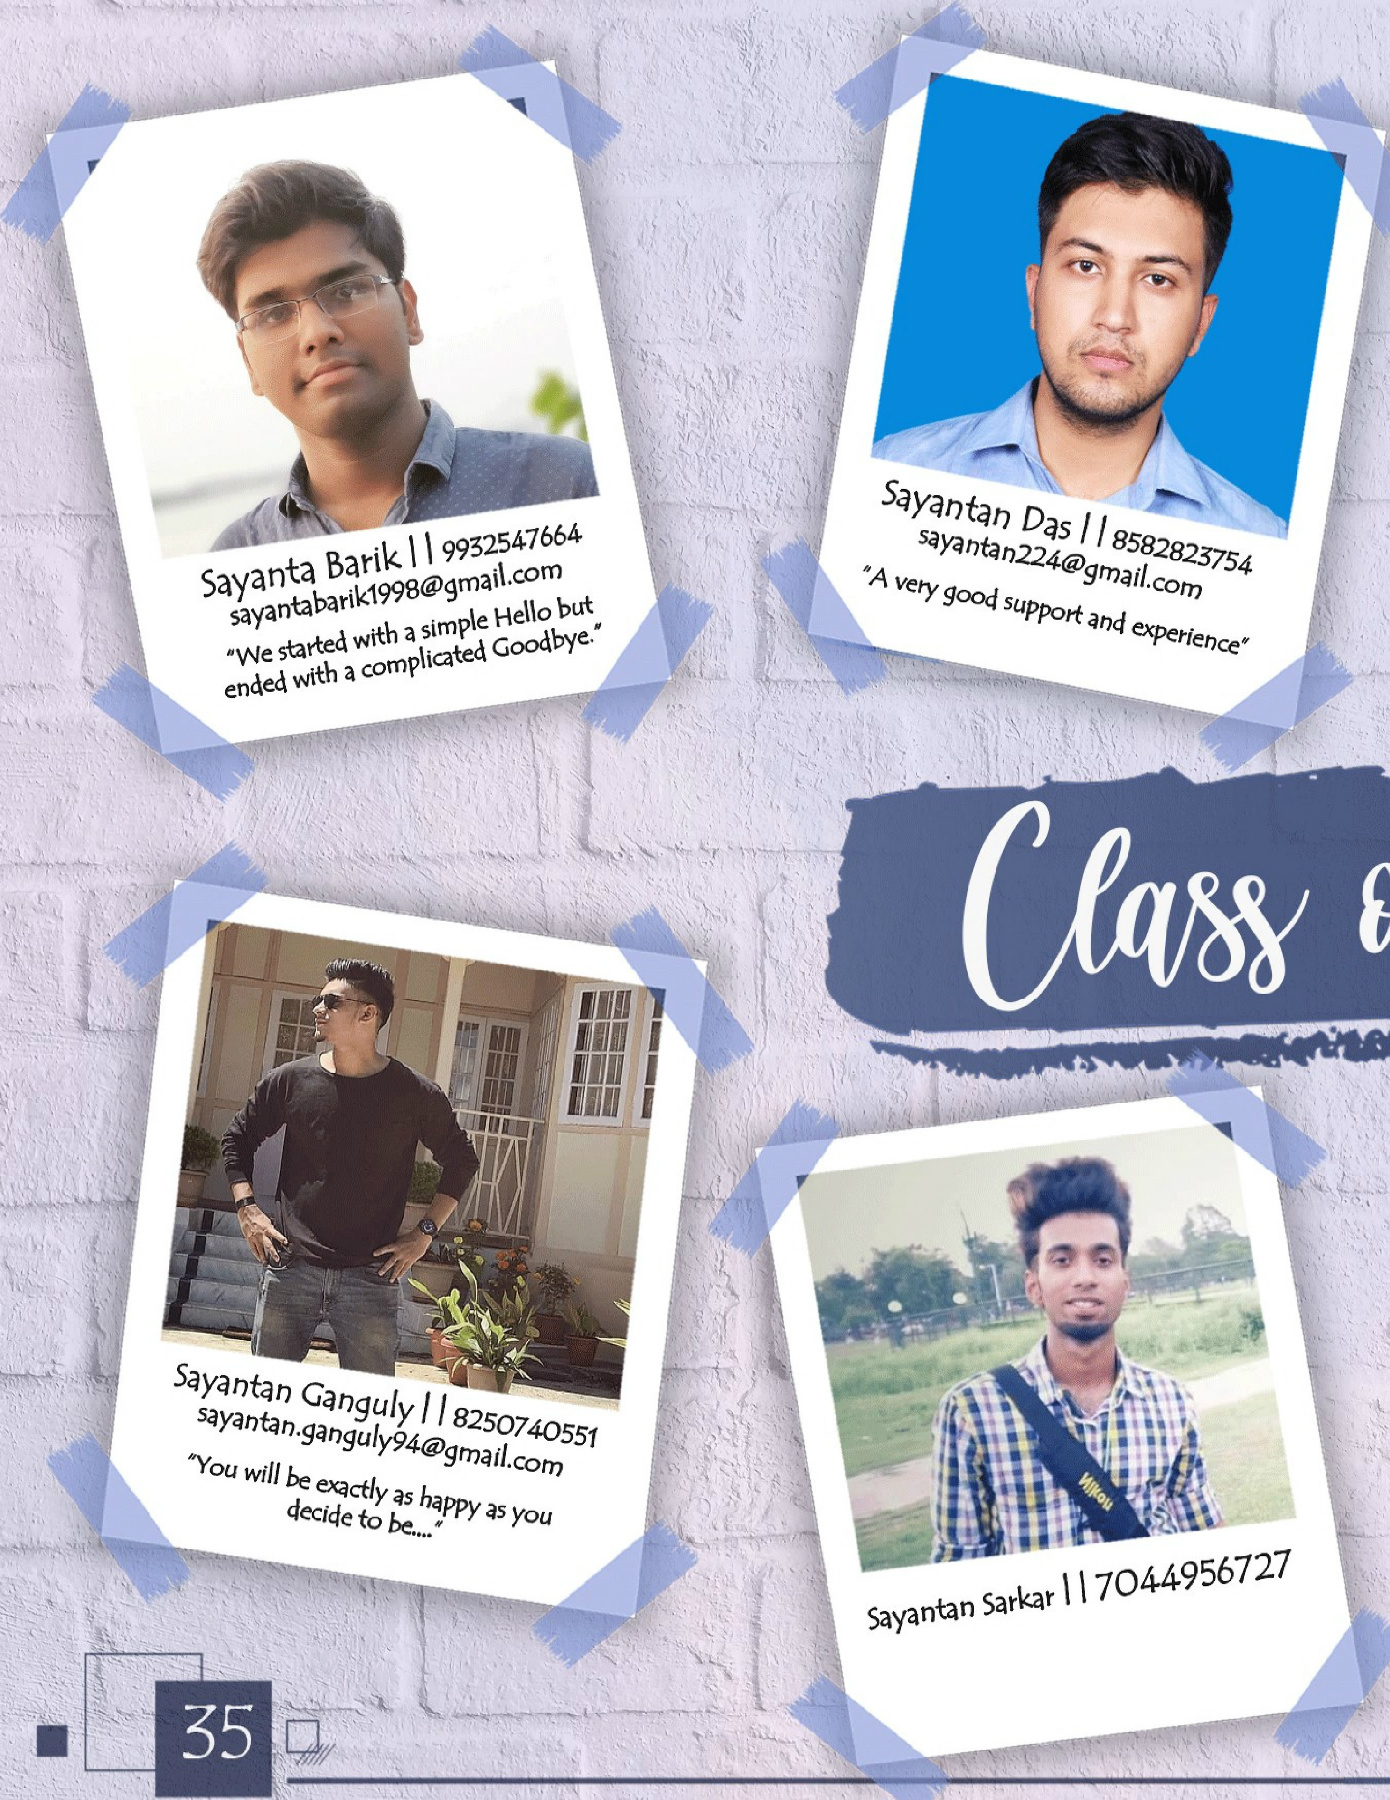 Sayanta Barik || 9932547664
sayantabarik1998@gmail.com
"We started with a simple Hello but
ended with a complicated Goodbye."
Sayantan Das || 8582823754
sayantan224@gmail.com
"A very good support and experience"
Class o
Sayantan Ganguly || 8250740551
sayantan.ganguly94@gmail.com
"You will be exactly as happy as you
decide to be...."
Nikon
Sayantan Sarkar || 7044956727
35